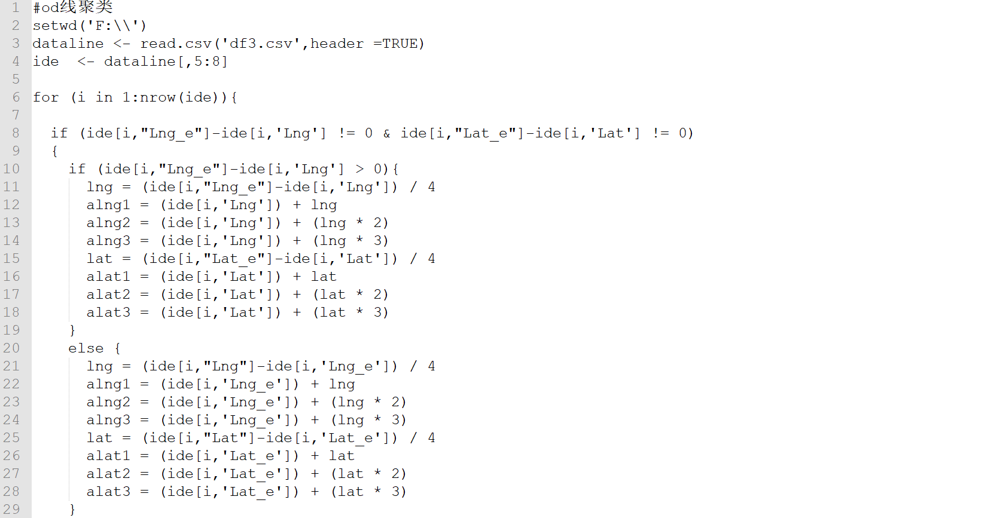 1 #od线聚类
2 setwd('F:\\')
3 dataline <- read.csv('df3.csv',header =TRUE)
4 ide  <- dataline[,5:8]
5
6 for (i in 1:nrow(ide)){
7
8   if (ide[i,"Lng_e"]-ide[i,'Lng'] != 0 & ide[i,"Lat_e"]-ide[i,'Lat'] != 0)
9   {
10     if (ide[i,"Lng_e"]-ide[i,'Lng'] > 0){
11       lng = (ide[i,"Lng_e"]-ide[i,'Lng']) / 4
12       alng1 = (ide[i,'Lng']) + lng
13       alng2 = (ide[i,'Lng']) + (lng * 2)
14       alng3 = (ide[i,'Lng']) + (lng * 3)
15       lat = (ide[i,"Lat_e"]-ide[i,'Lat']) / 4
16       alat1 = (ide[i,'Lat']) + lat
17       alat2 = (ide[i,'Lat']) + (lat * 2)
18       alat3 = (ide[i,'Lat']) + (lat * 3)
19     }
20     else {
21       lng = (ide[i,"Lng"]-ide[i,'Lng_e']) / 4
22       alng1 = (ide[i,'Lng_e']) + lng
23       alng2 = (ide[i,'Lng_e']) + (lng * 2)
24       alng3 = (ide[i,'Lng_e']) + (lng * 3)
25       lat = (ide[i,"Lat"]-ide[i,'Lat_e']) / 4
26       alat1 = (ide[i,'Lat_e']) + lat
27       alat2 = (ide[i,'Lat_e']) + (lat * 2)
28       alat3 = (ide[i,'Lat_e']) + (lat * 3)
29     }